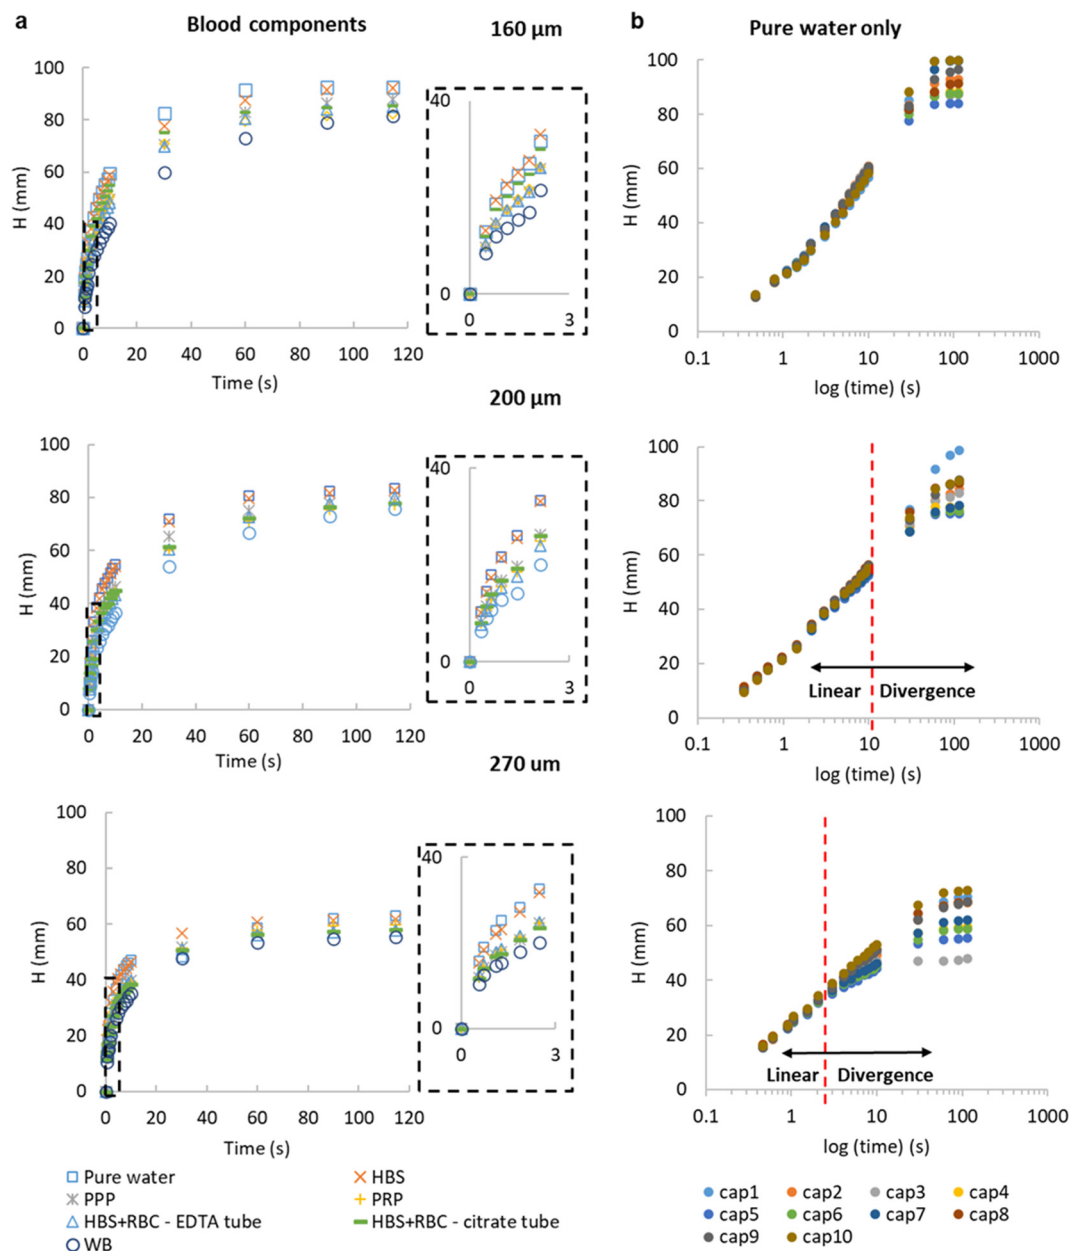 a
Blood components
160 µm
b
Pure water only
100
80
60
40
20
0
H (mm)
0 20 40 60 80 100 120
Time (s)
40
0
0 3
100
80
60
40
20
0
H (mm)
0.1 1 10 100 1000
log (time) (s)
200 µm
100
80
60
40
20
0
H (mm)
0 20 40 60 80 100 120
Time (s)
40
0
0 3
100
80
60
40
20
0
H (mm)
Linear Divergence
0.1 1 10 100 1000
log (time) (s)
270 um
100
80
60
40
20
0
H (mm)
0 20 40 60 80 100 120
Time (s)
40
0
0 3
100
80
60
40
20
0
H (mm)
Linear Divergence
0.1 1 10 100 1000
log (time) (s)
Pure water HBS
PPP PRP
HBS+RBC - EDTA tube HBS+RBC - citrate tube
WB
cap1 cap2 cap3 cap4
cap5 cap6 cap7 cap8
cap9 cap10